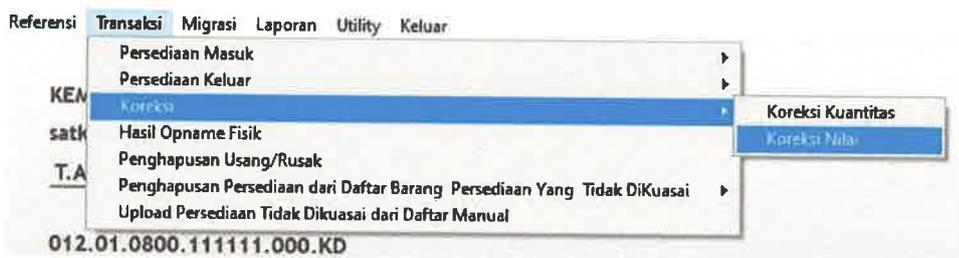 Referensi Transaksi Migrasi Laporan Utility Keluar
Persediaan Masuk
Persediaan Keluar
KEM
Koreksi
Koreksi Kuantitas
satk
Hasil Opname Fisik
Koreksi Nilai
Penghapusan Usang/Rusak
T.A
Penghapusan Persediaan dari Daftar Barang Persediaan Yang Tidak DiKuasai
Upload Persediaan Tidak Dikuasai dari Daftar Manual
012.01.0800.111111.000.KD